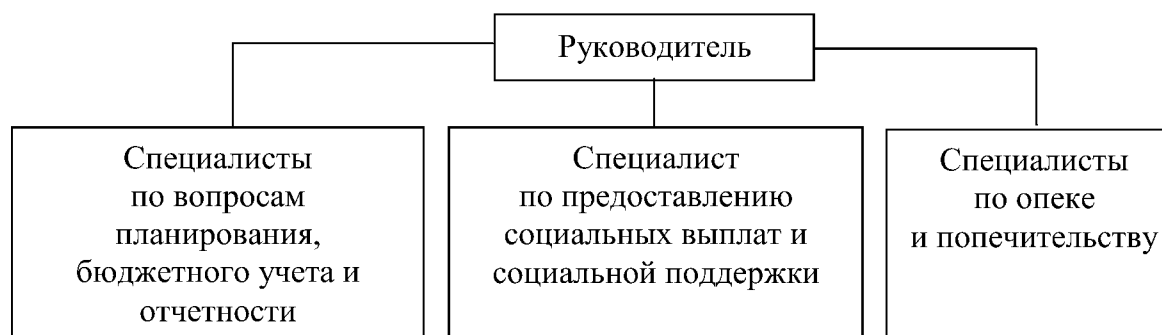 Руководитель
Специалисты
по вопросам
планирования,
бюджетного учета и
отчетности
Специалист
по предоставлению
социальных выплат и
социальной поддержки
Специалисты
по опеке
и попечительству